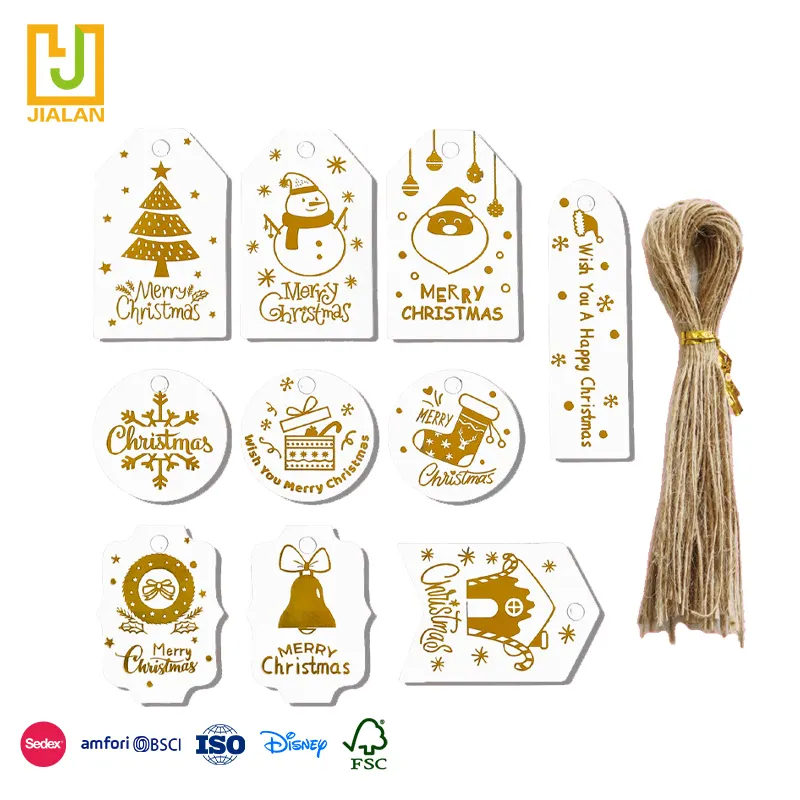 JIALAN
Merry
Christmas
Merry
Christmas
MERRY
CHRISTMAS
Wish You A Happy Christmas
Christmas
Wish You Merry Christmas
MERRY
Christmas
Merry
Christmas
MERRY
Christmas
Christmas
Sedex
amfori BSCI
ISO
Disney
FSC